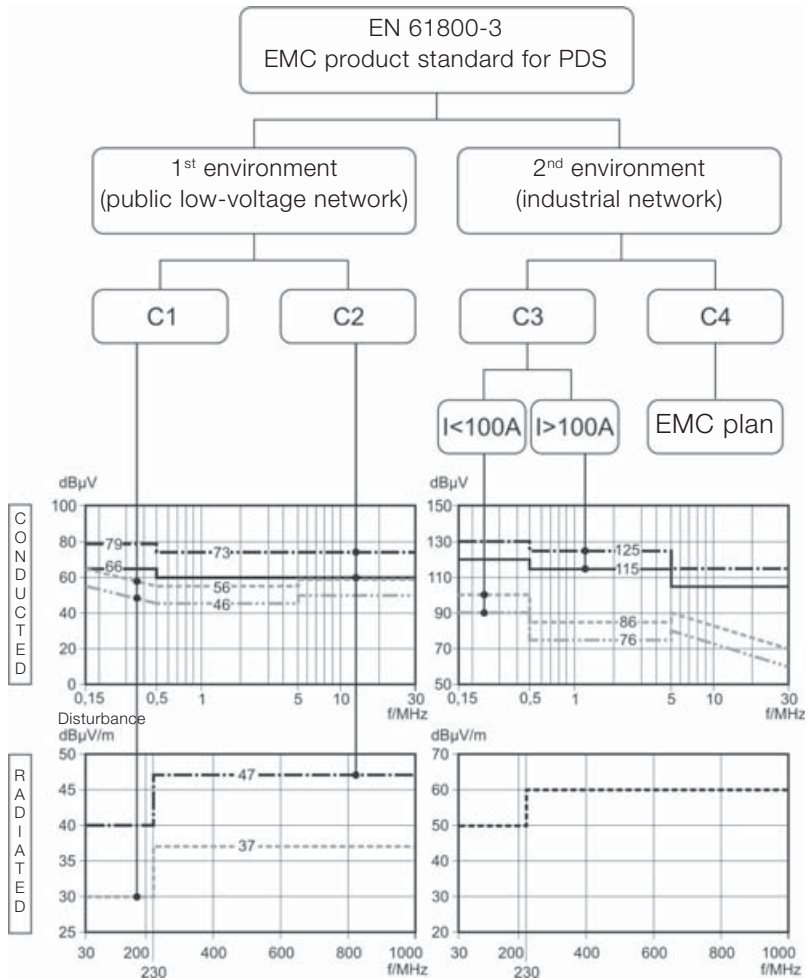 EN 61800-3
EMC product standard for PDS
1st environment
(public low-voltage network)
2nd environment
(industrial network)
C1
C2
C3
C4
I<100A
I>100A
EMC plan
CONDUCTED
dBµV
100
80
60
40
20
0
79
73
66
56
46
0,15
0,5
1
5
10
30
f/MHz
dBµV
150
130
110
90
70
50
125
115
86
76
0,15
0,5
1
5
10
30
f/MHz
Disturbance
RADIATED
dBµV/m
50
45
40
35
30
25
47
37
30
200
230
400
600
800
1000
f/MHz
dBµV/m
70
60
50
40
30
20
30
200
230
400
600
800
1000
f/MHz